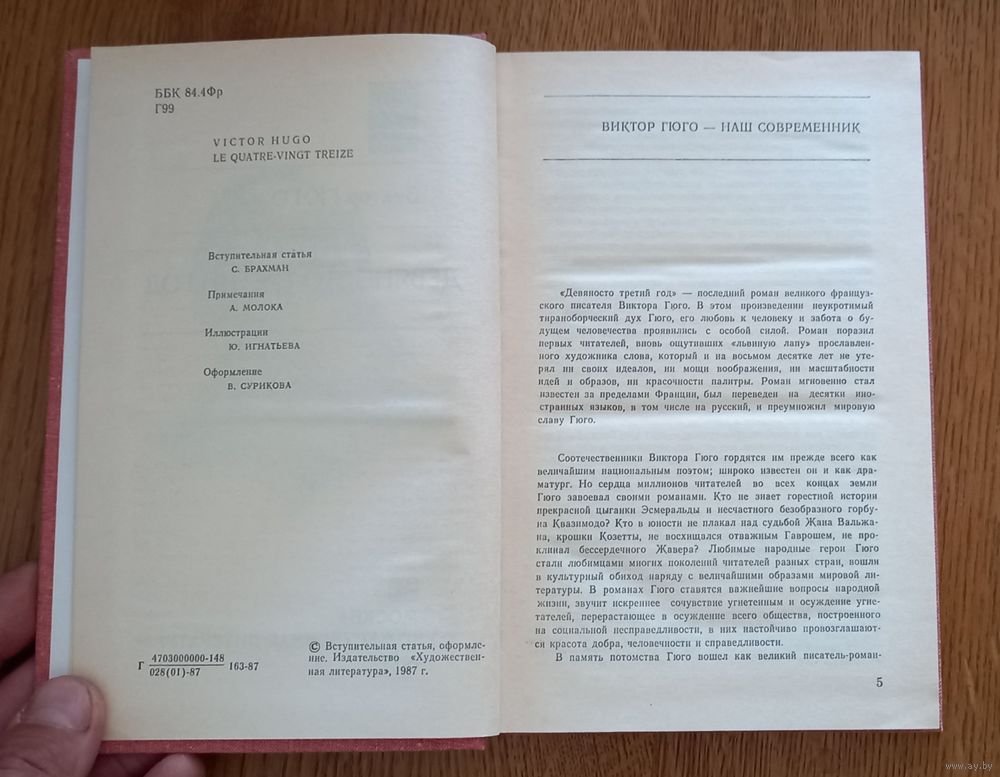 ББК 84.4Фр
Г99
VICTOR HUGO
LE QUATRE-VINGT TREIZE
Вступительная статья
С. БРАХМАН
Примечания
А. МОЛОКА
Иллюстрации
Ю. ИГНАТЬЕВА
Оформление
В. СУРИКОВА
Г 4703000000-148
028(01)-87 163-87
© Вступительная статья, оформле-
ние. Издательство «Художествен-
ная литература», 1987 г.
ВИКТОР ГЮГО — НАШ СОВРЕМЕННИК
«Девяносто третий год» — последний роман великого француз-
ского писателя Виктора Гюго. В этом произведении неукротимый
тираноборческий дух Гюго, его любовь к человеку и забота о бу-
дущем человечества проявились с особой силой. Роман поразил
первых читателей, вновь ощутивших «львиную лапу» прославлен-
ного художника слова, который и на восьмом десятке лет не уте-
рял ни своих идеалов, ни мощи воображения, ни масштабности
идей и образов, ни красочности палитры. Роман мгновенно стал
известен за пределами Франции, был переведен на десятки ино-
странных языков, в том числе на русский, и преумножил мировую
славу Гюго.
Соотечественники Виктора Гюго гордятся им прежде всего как
величайшим национальным поэтом; широко известен он и как дра-
матург. Но сердца миллионов читателей во всех концах земли
Гюго завоевал своими романами. Кто не знает горестной истории
прекрасной цыганки Эсмеральды и несчастного безобразного горбу-
на Квазимодо? Кто в юности не плакал над судьбой Жана Вальжа-
на, крошки Козетты, не восхищался отважным Гаврошем, не про-
клинал бессердечного Жавера? Любимые народные герои Гюго
стали любимцами многих поколений читателей разных стран, вошли
в культурный обиход наряду с величайшими образами мировой ли-
тературы. В романах Гюго ставятся важнейшие вопросы народной
жизни, звучит искреннее сочувствие угнетенным и осуждение угне-
тателей, перерастающее в осуждение всего общества, построенного
на социальной несправедливости, в них настойчиво провозглашают-
ся красота добра, человечности и справедливости.
В память потомства Гюго вошел как великий писатель-роман-
5
www.ay.by